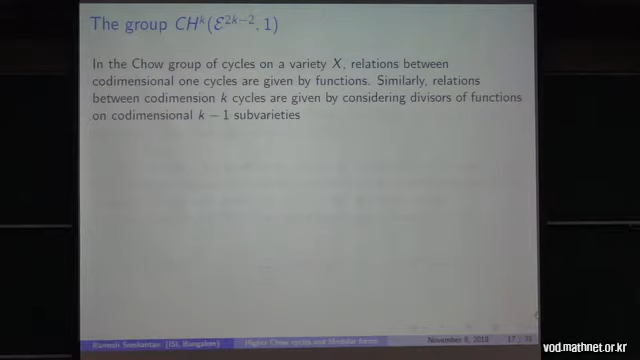 The group CH^k(ℰ^{2k−2}, 1)
In the Chow group of cycles on a variety X, relations between
codimensional one cycles are given by functions. Similarly, relations
between codimension k cycles are given by considering divisors of functions
on codimensional k − 1 subvarieties
Ramesh Sreekantan (ISI, Bangalore)
Higher Chow cycles and Modular forms
November 8, 2018
17
vod.mathnet.or.kr